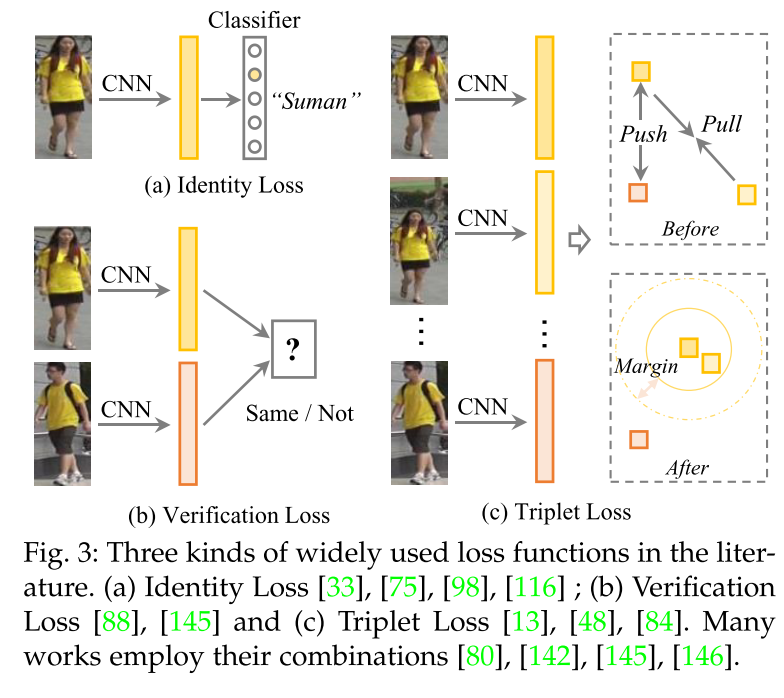 Classifier
CNN
“Suman”
(a) Identity Loss
CNN
CNN
?
Same / Not
(b) Verification Loss
CNN
CNN
CNN
Push
Pull
Before
Margin
After
(c) Triplet Loss
Fig. 3: Three kinds of widely used loss functions in the liter-
ature. (a) Identity Loss [33], [75], [98], [116] ; (b) Verification
Loss [88], [145] and (c) Triplet Loss [13], [48], [84]. Many
works employ their combinations [80], [142], [145], [146].